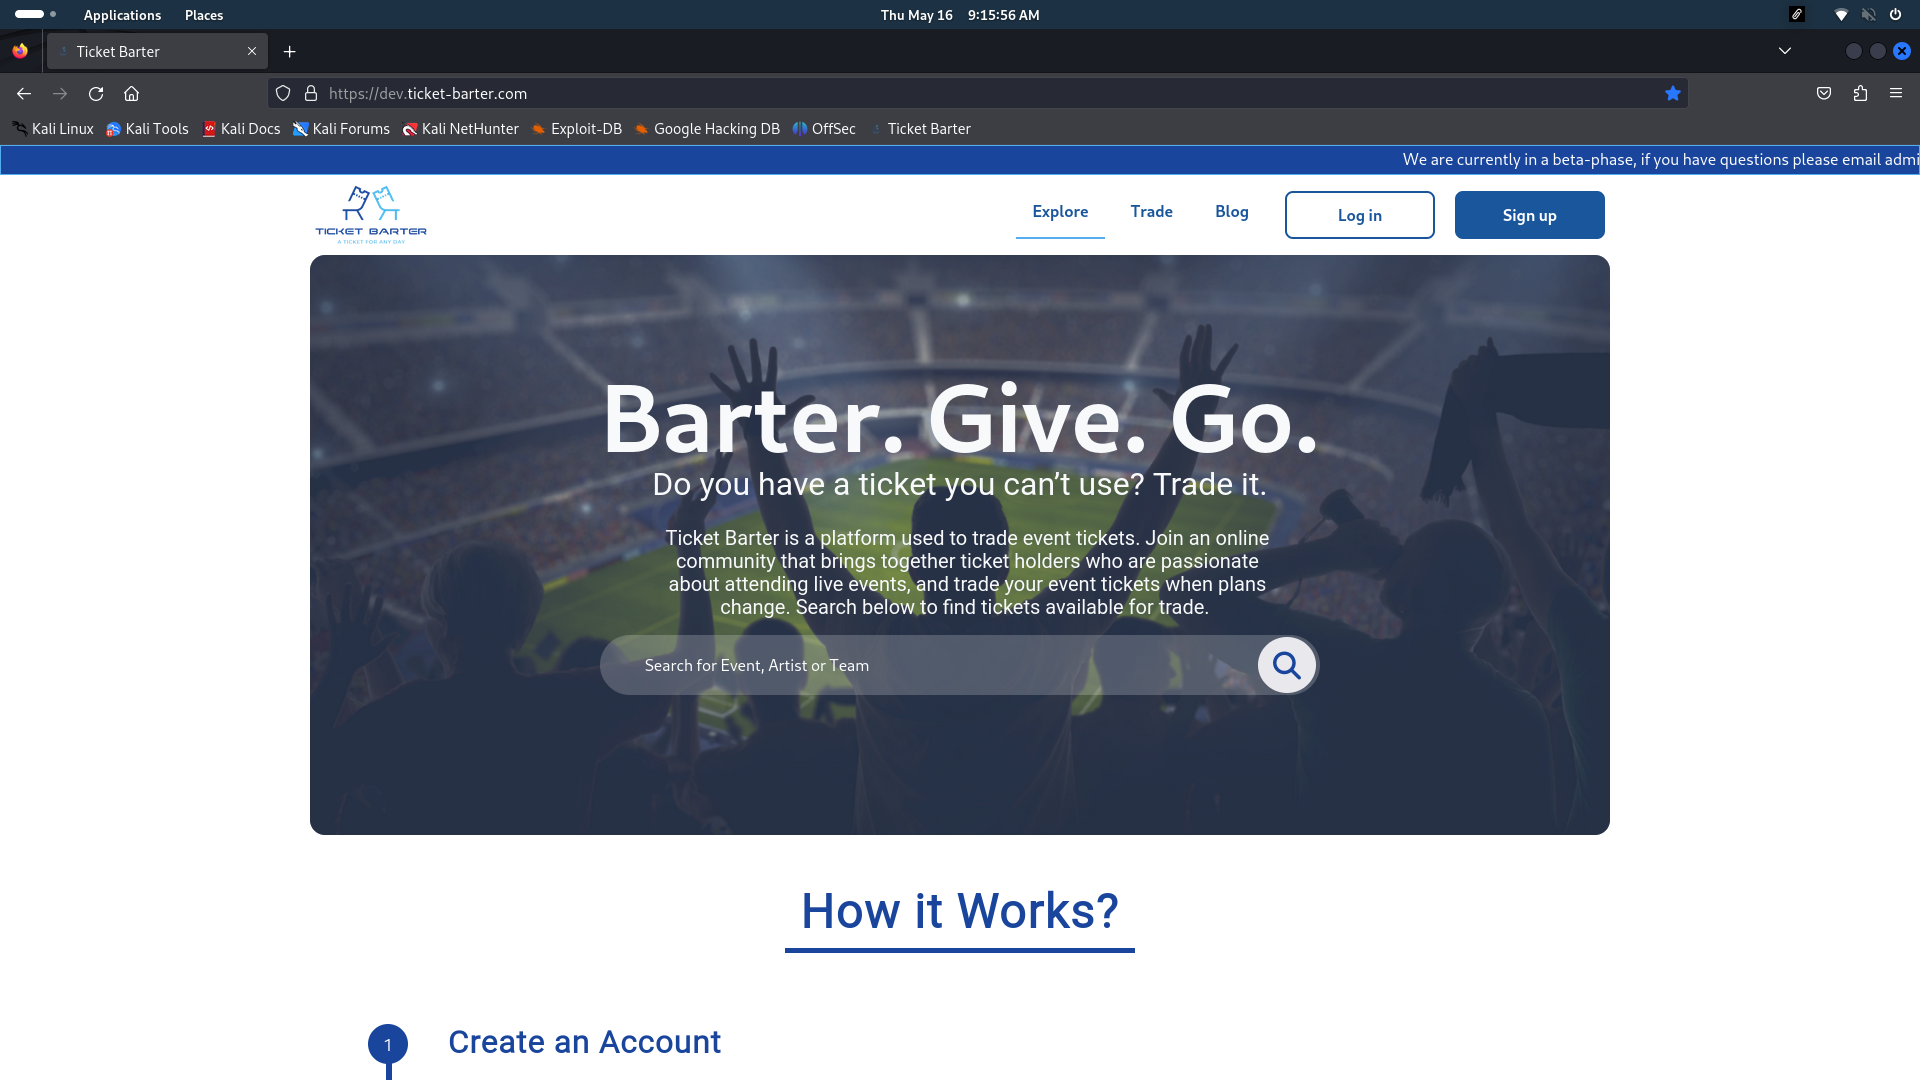 Applications Places Thu May 16 9:15:56 AM
Ticket Barter
https://dev.ticket-barter.com
Kali Linux Kali Tools Kali Docs Kali Forums Kali NetHunter Exploit-DB Google Hacking DB OffSec Ticket Barter
We are currently in a beta-phase, if you have questions please email admi
TICKET BARTER
A TICKET FOR ANY DAY
Explore Trade Blog Log in Sign up
Barter. Give. Go.
Do you have a ticket you can’t use? Trade it.
Ticket Barter is a platform used to trade event tickets. Join an online
community that brings together ticket holders who are passionate
about attending live events, and trade your event tickets when plans
change. Search below to find tickets available for trade.
Search for Event, Artist or Team
How it Works?
1 Create an Account